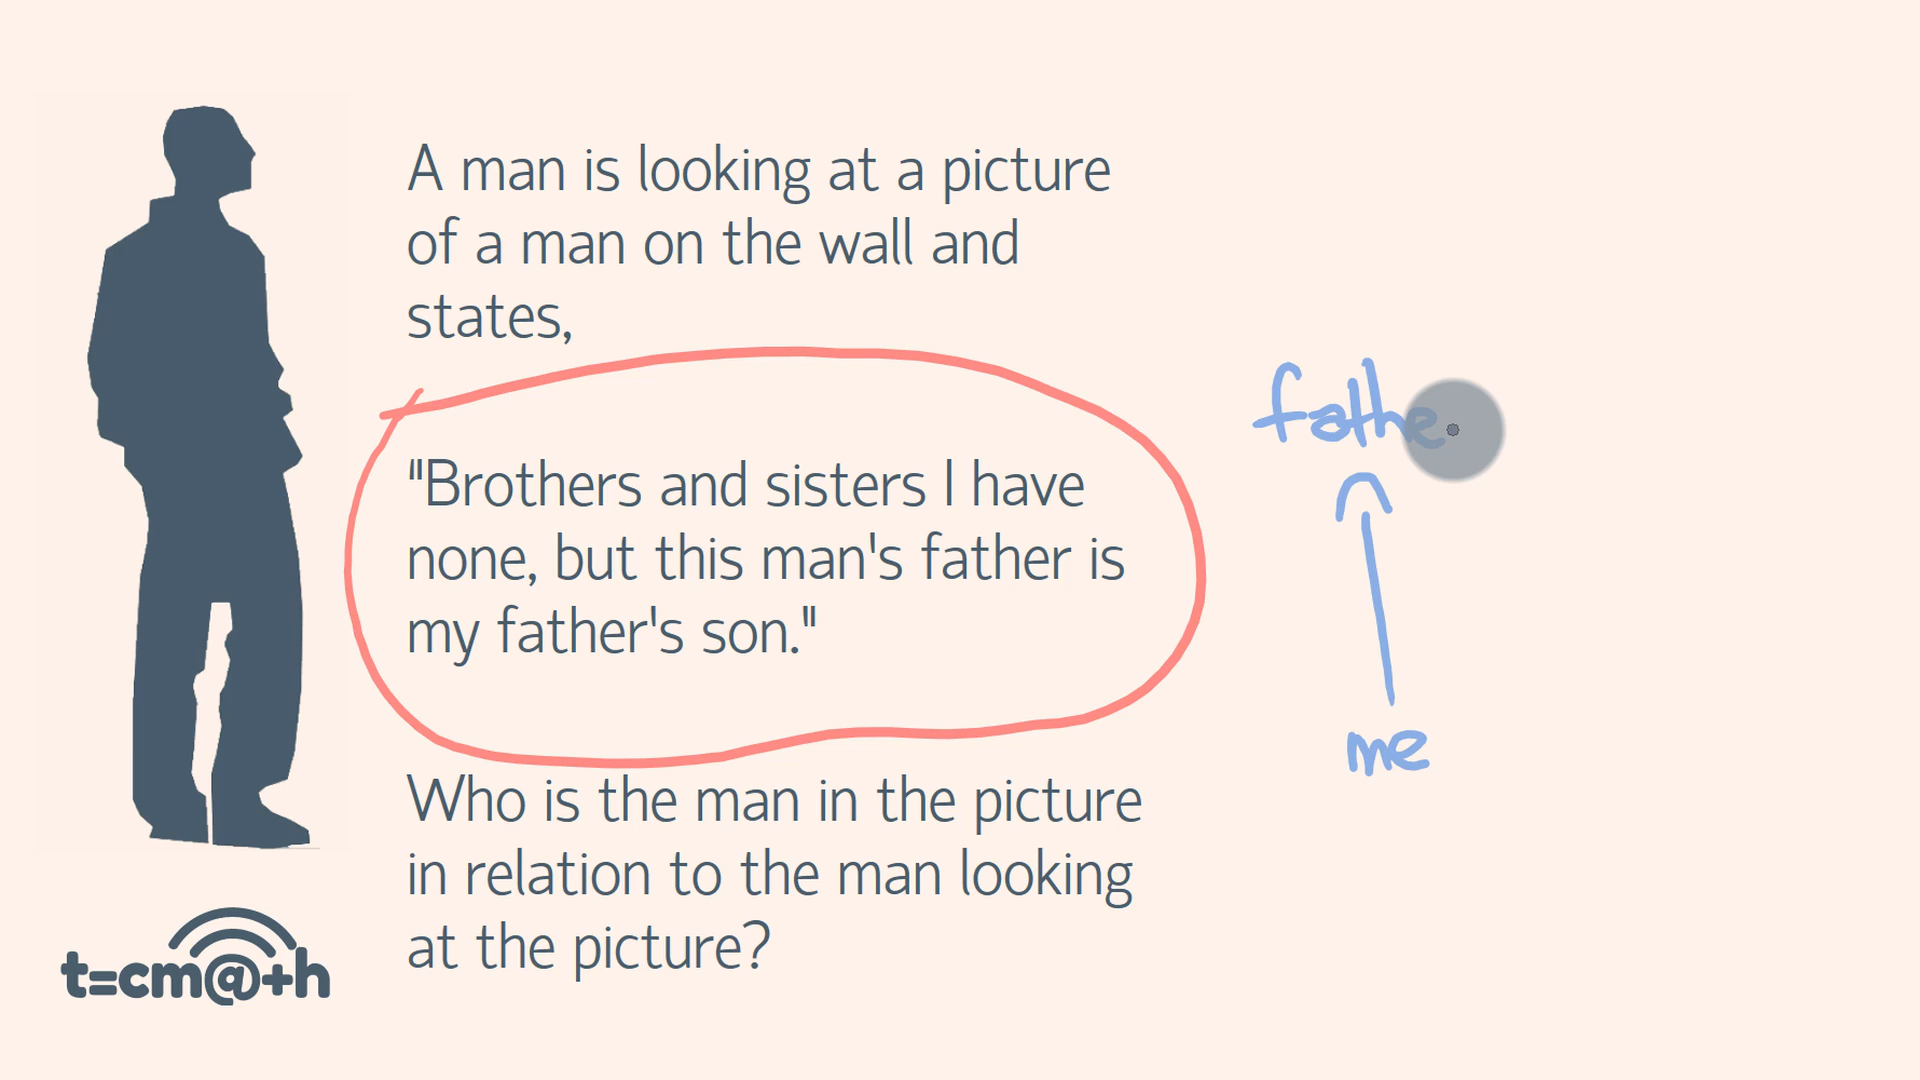 A man is looking at a picture
of a man on the wall and
states,
"Brothers and sisters I have
none, but this man's father is
my father's son."
Who is the man in the picture
in relation to the man looking
at the picture?
fathe
me
t=cm@+h